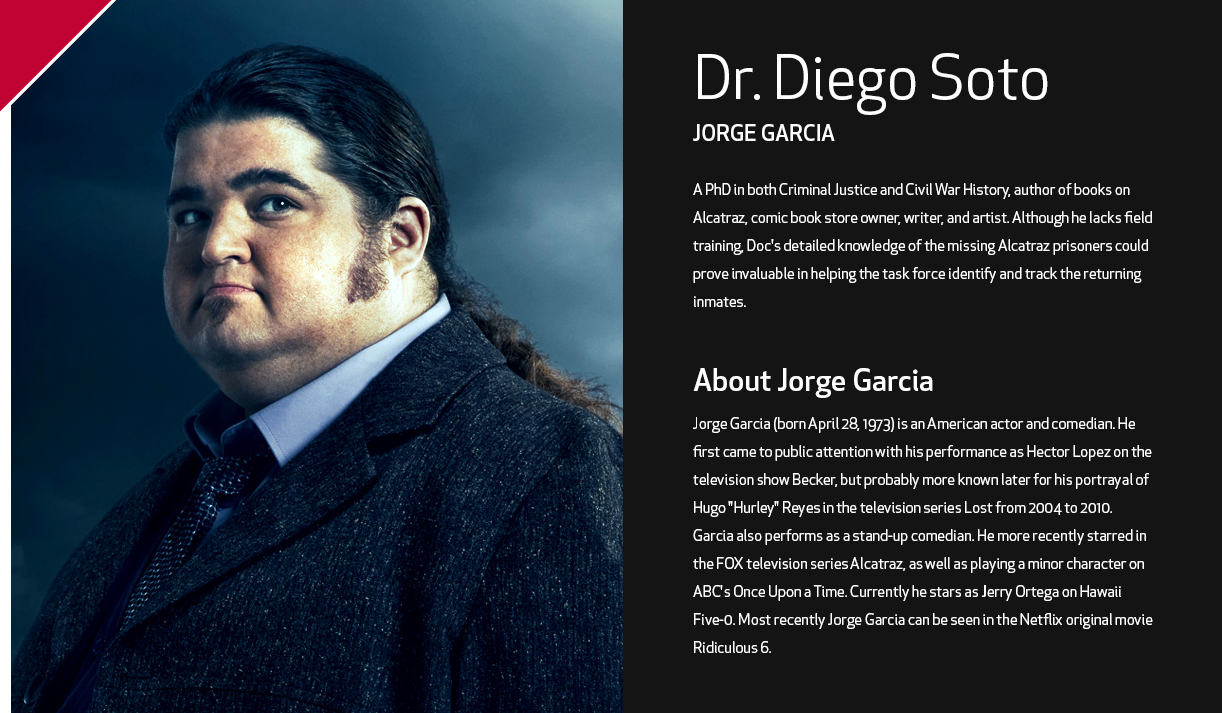 Dr. Diego Soto
JORGE GARCIA
A PhD in both Criminal Justice and Civil War History, author of books on
Alcatraz, comic book store owner, writer, and artist. Although he lacks field
training, Doc's detailed knowledge of the missing Alcatraz prisoners could
prove invaluable in helping the task force identify and track the returning
inmates.
About Jorge Garcia
Jorge Garcia (born April 28, 1973) is an American actor and comedian. He
first came to public attention with his performance as Hector Lopez on the
television show Becker, but probably more known later for his portrayal of
Hugo "Hurley" Reyes in the television series Lost from 2004 to 2010.
Garcia also performs as a stand-up comedian. He more recently starred in
the FOX television series Alcatraz, as well as playing a minor character on
ABC's Once Upon a Time. Currently he stars as Jerry Ortega on Hawaii
Five-0. Most recently Jorge Garcia can be seen in the Netflix original movie
Ridiculous 6.